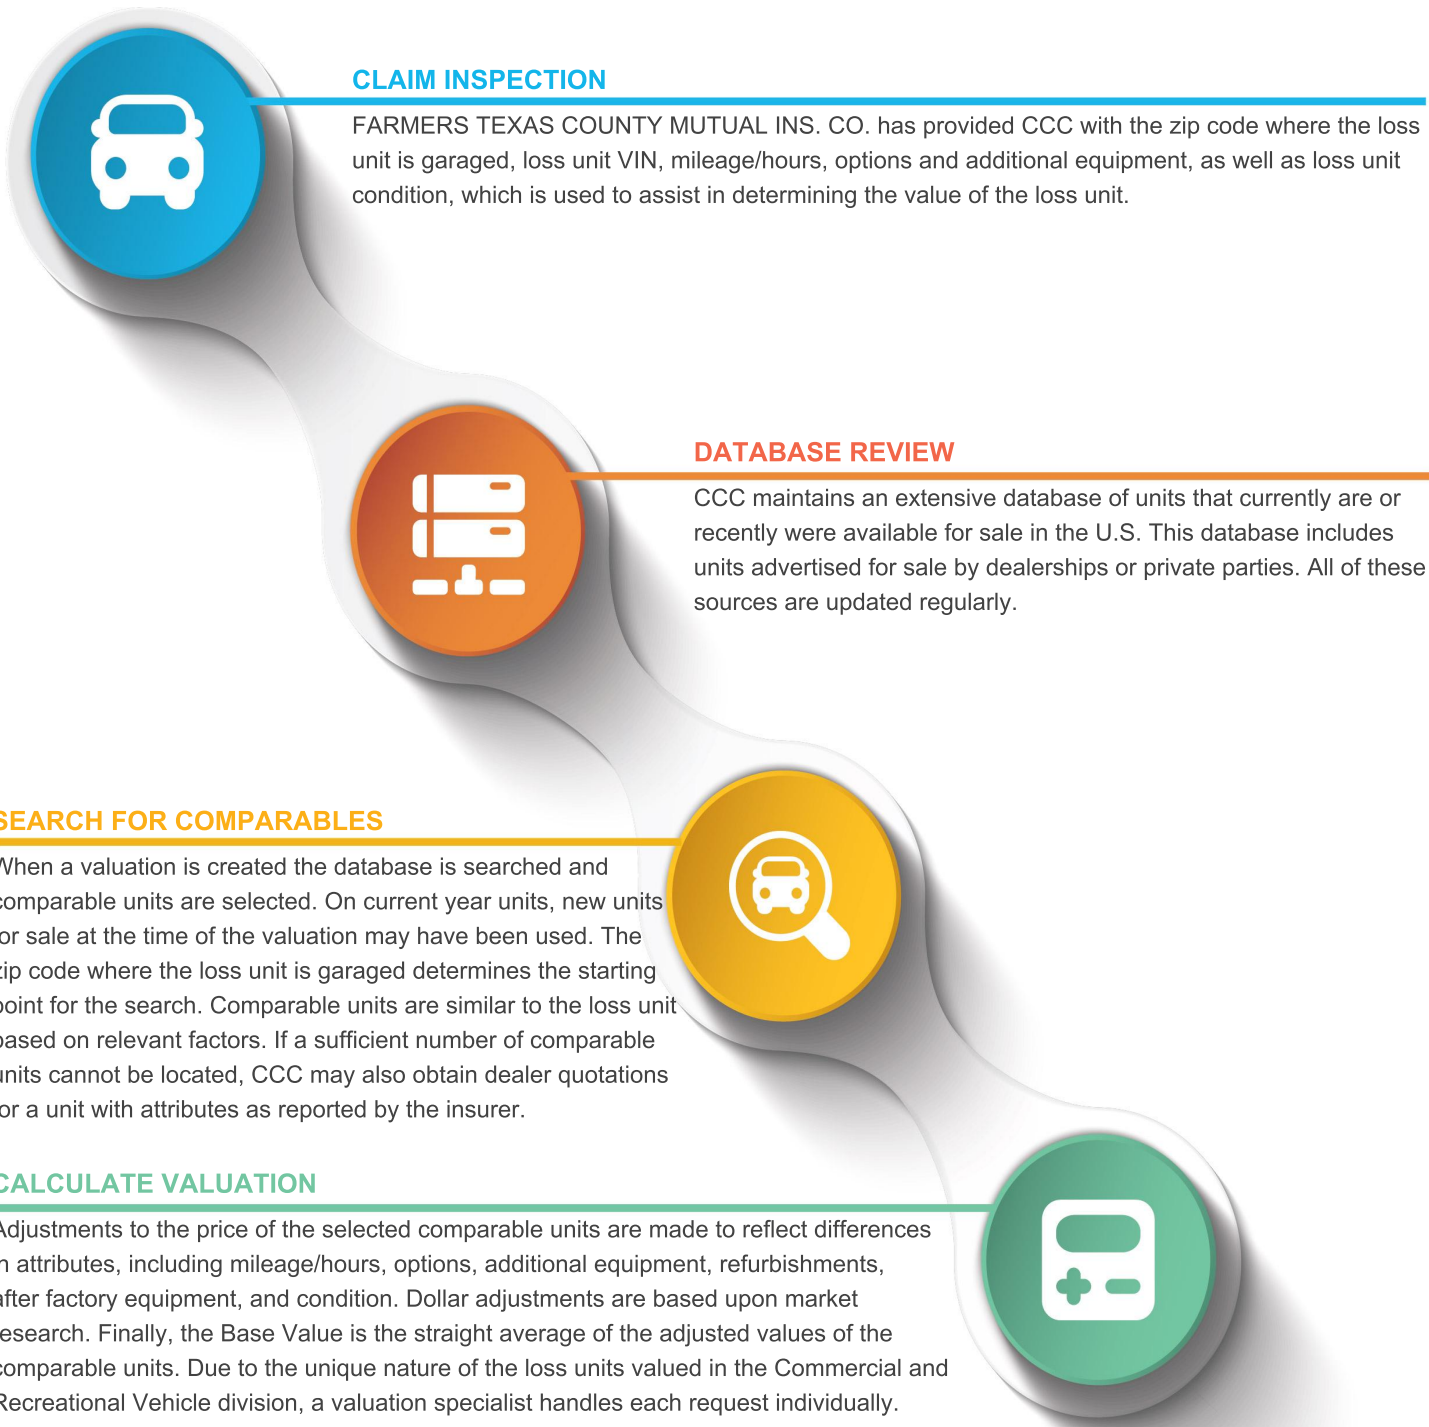 CLAIM INSPECTION
FARMERS TEXAS COUNTY MUTUAL INS. CO. has provided CCC with the zip code where the loss
unit is garaged, loss unit VIN, mileage/hours, options and additional equipment, as well as loss unit
condition, which is used to assist in determining the value of the loss unit.
DATABASE REVIEW
CCC maintains an extensive database of units that currently are or
recently were available for sale in the U.S. This database includes
units advertised for sale by dealerships or private parties. All of these
sources are updated regularly.
SEARCH FOR COMPARABLES
When a valuation is created the database is searched and
comparable units are selected. On current year units, new units
for sale at the time of the valuation may have been used. The
zip code where the loss unit is garaged determines the starting
point for the search. Comparable units are similar to the loss unit
based on relevant factors. If a sufficient number of comparable
units cannot be located, CCC may also obtain dealer quotations
for a unit with attributes as reported by the insurer.
CALCULATE VALUATION
Adjustments to the price of the selected comparable units are made to reflect differences
in attributes, including mileage/hours, options, additional equipment, refurbishments,
after factory equipment, and condition. Dollar adjustments are based upon market
research. Finally, the Base Value is the straight average of the adjusted values of the
comparable units. Due to the unique nature of the loss units valued in the Commercial and
Recreational Vehicle division, a valuation specialist handles each request individually.